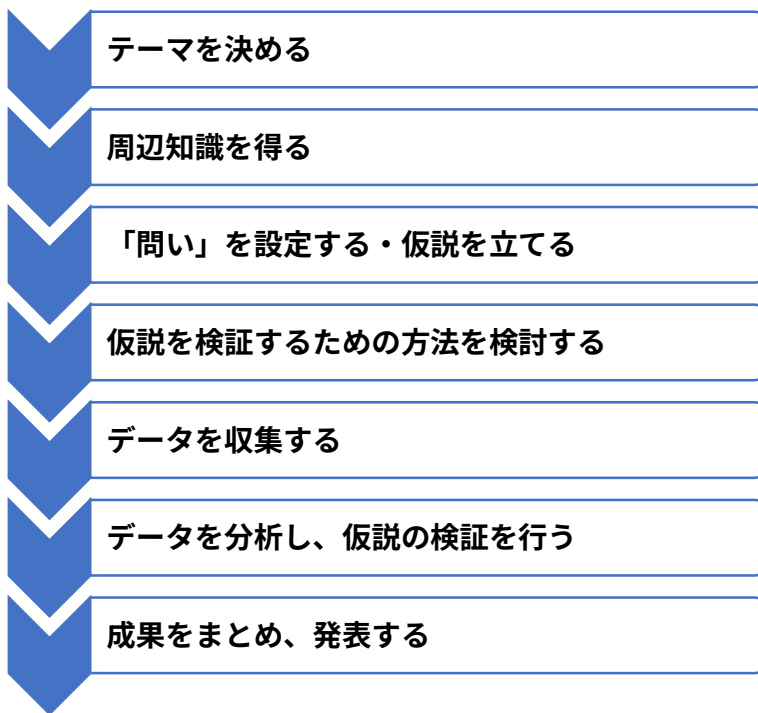 テーマを決める
周辺知識を得る
「問い」を設定する・仮説を立てる
仮説を検証するための方法を検討する
データを収集する
データを分析し、仮説の検証を行う
成果をまとめ、発表する